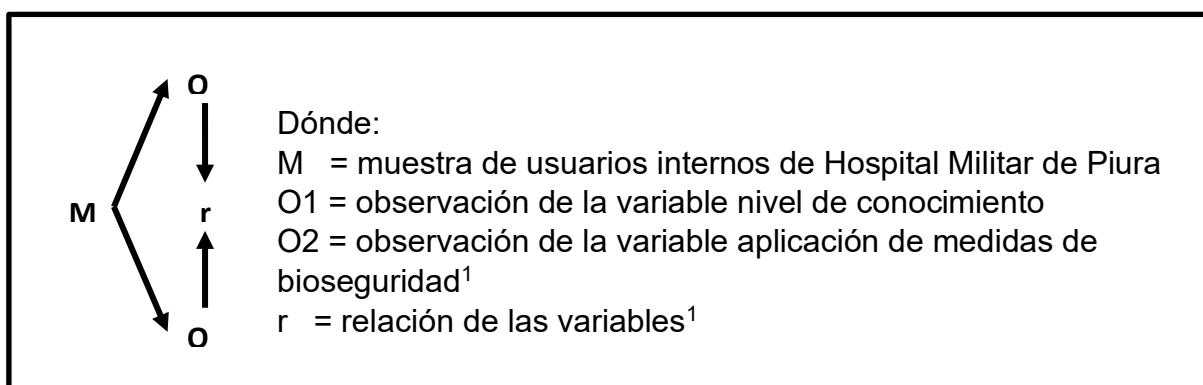 O
Dónde:
M = muestra de usuarios internos de Hospital Militar de Piura
M r O1 = observación de la variable nivel de conocimiento
O2 = observación de la variable aplicación de medidas de
bioseguridad¹
O r = relación de las variables¹